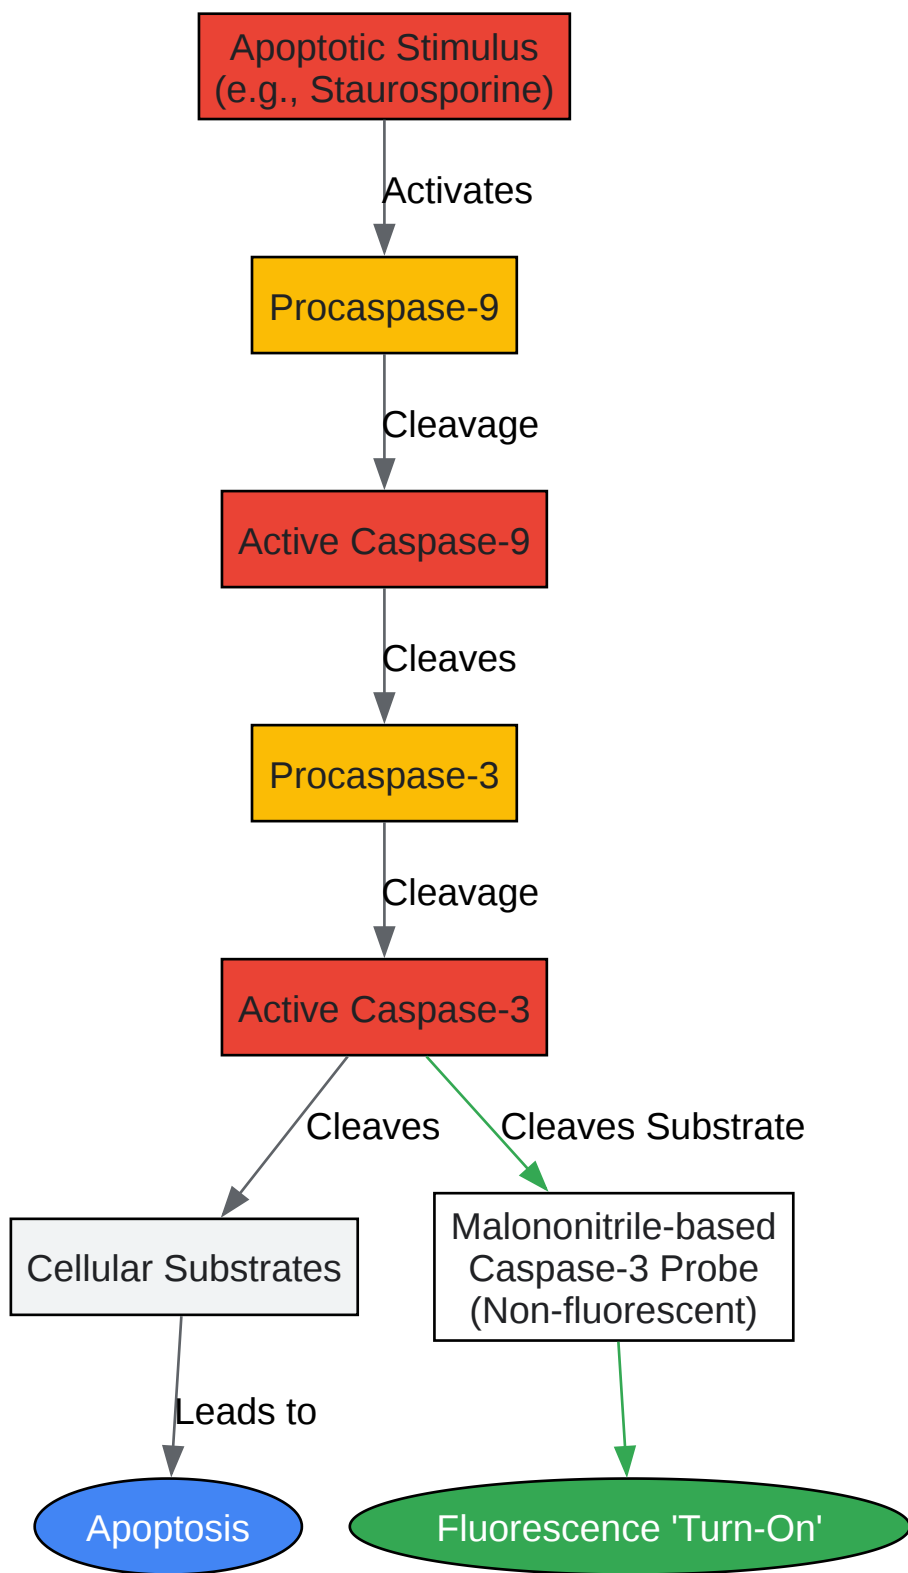 Apoptotic Stimulus
(e.g., Staurosporine)
Activates
Procaspase-9
Cleavage
Active Caspase-9
Cleaves
Procaspase-3
Cleavage
Active Caspase-3
Cleaves
Cleaves Substrate
Cellular Substrates
Malononitrile-based
Caspase-3 Probe
(Non-fluorescent)
Leads to
Apoptosis
Fluorescence 'Turn-On'